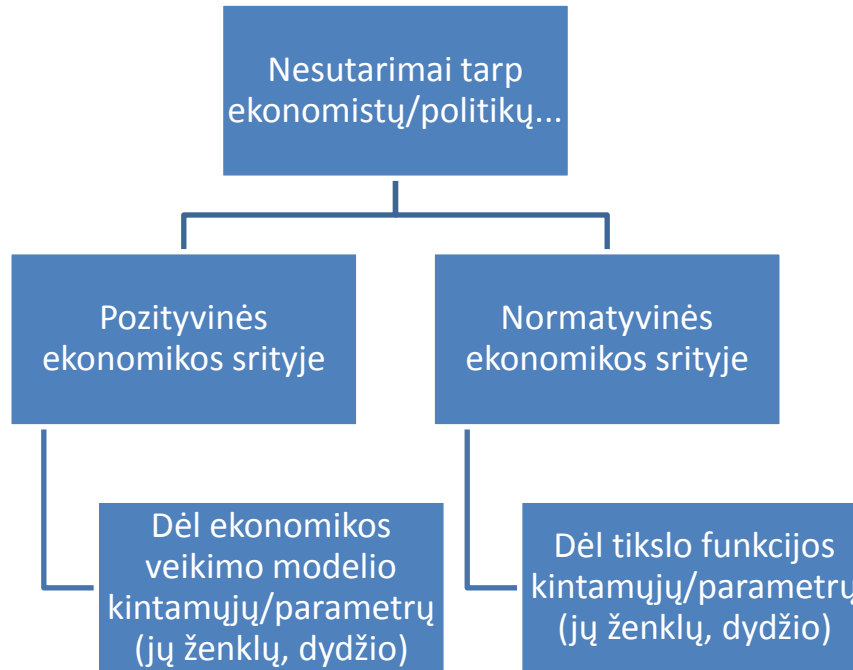 Nesutarimai tarp
ekonomistų/politikų...
Pozityvinės
ekonomikos srityje
Normatyvinės
ekonomikos srityje
Dėl ekonomikos
veikimo modelio
kintamųjų/parametrų
(jų ženklų, dydžio)
Dėl tikslo funkcijos
kintamųjų/parametrų
(jų ženklų, dydžio)